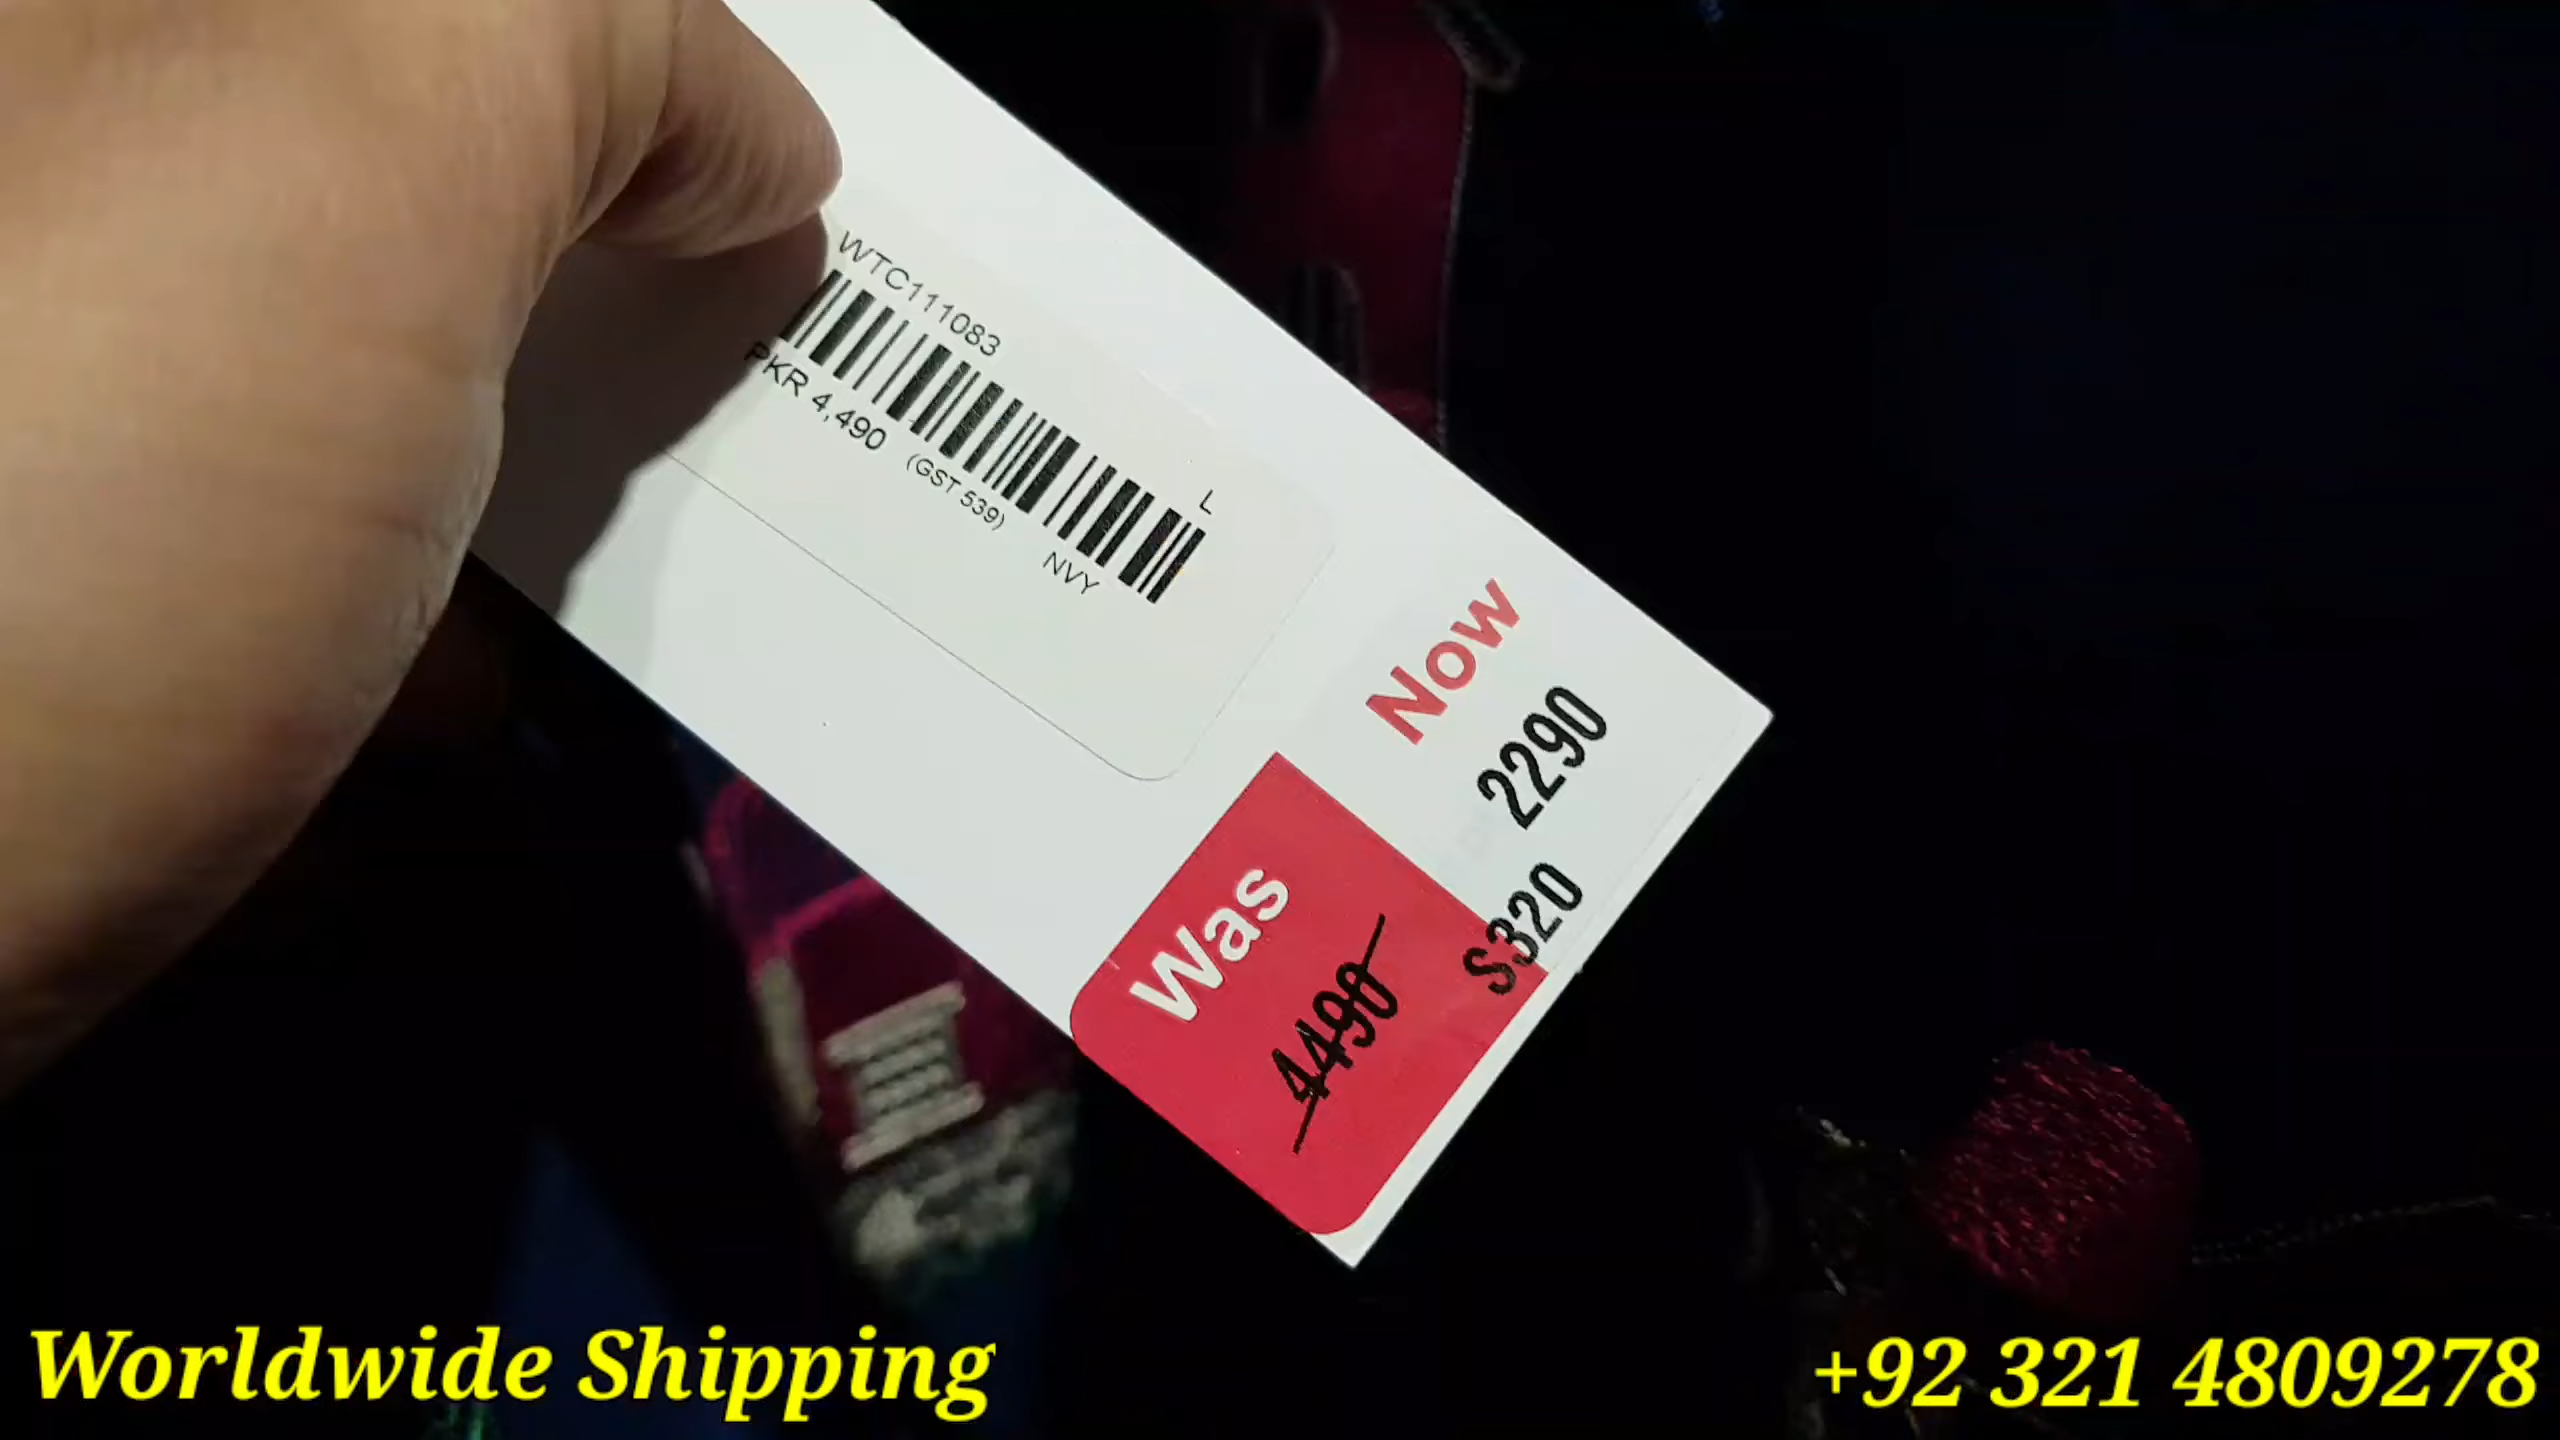 WTC111083
L
PKR 4,490 (GST 539)
NVY
Now
2290
S320
Was
4490
Worldwide Shipping
+92 321 4809278